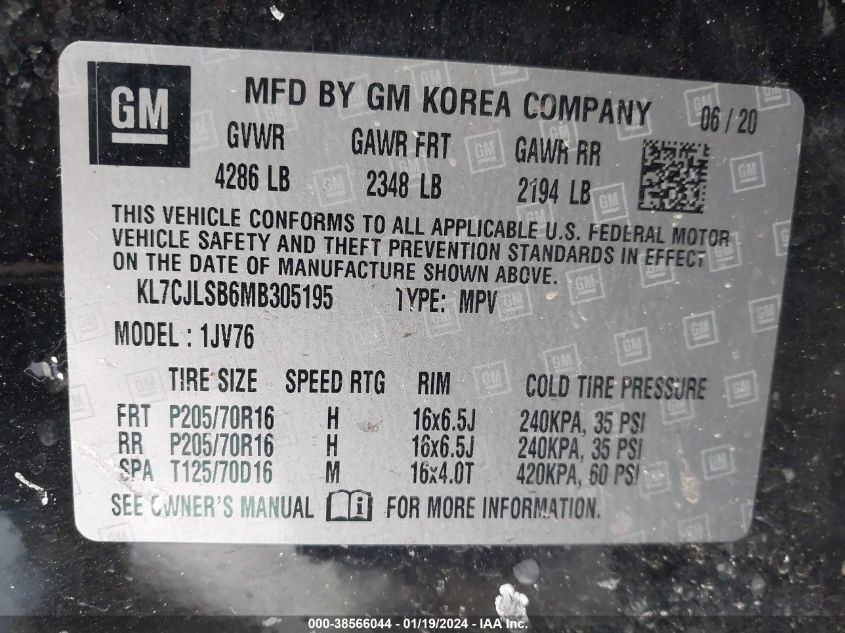 GM MFD BY GM KOREA COMPANY 06/20
GVWR GAWR FRT GAWR RR
4286 LB 2348 LB 2194 LB
THIS VEHICLE CONFORMS TO ALL APPLICABLE U.S. FEDERAL MOTOR
VEHICLE SAFETY AND THEFT PREVENTION STANDARDS IN EFFECT
ON THE DATE OF MANUFACTURE SHOWN ABOVE.
KL7CJLSB6MB305195 TYPE: MPV
MODEL : 1JV76
TIRE SIZE SPEED RTG RIM COLD TIRE PRESSURE
FRT P205/70R16 H 16x6.5J 240KPA, 35 PSI
RR P205/70R16 H 16x6.5J 240KPA, 35 PSI
SPA T125/70D16 M 16x4.0T 420KPA, 60 PSI
SEE OWNER'S MANUAL FOR MORE INFORMATION.
000-38566044 / 01/19/2024 - IAAI, Inc.